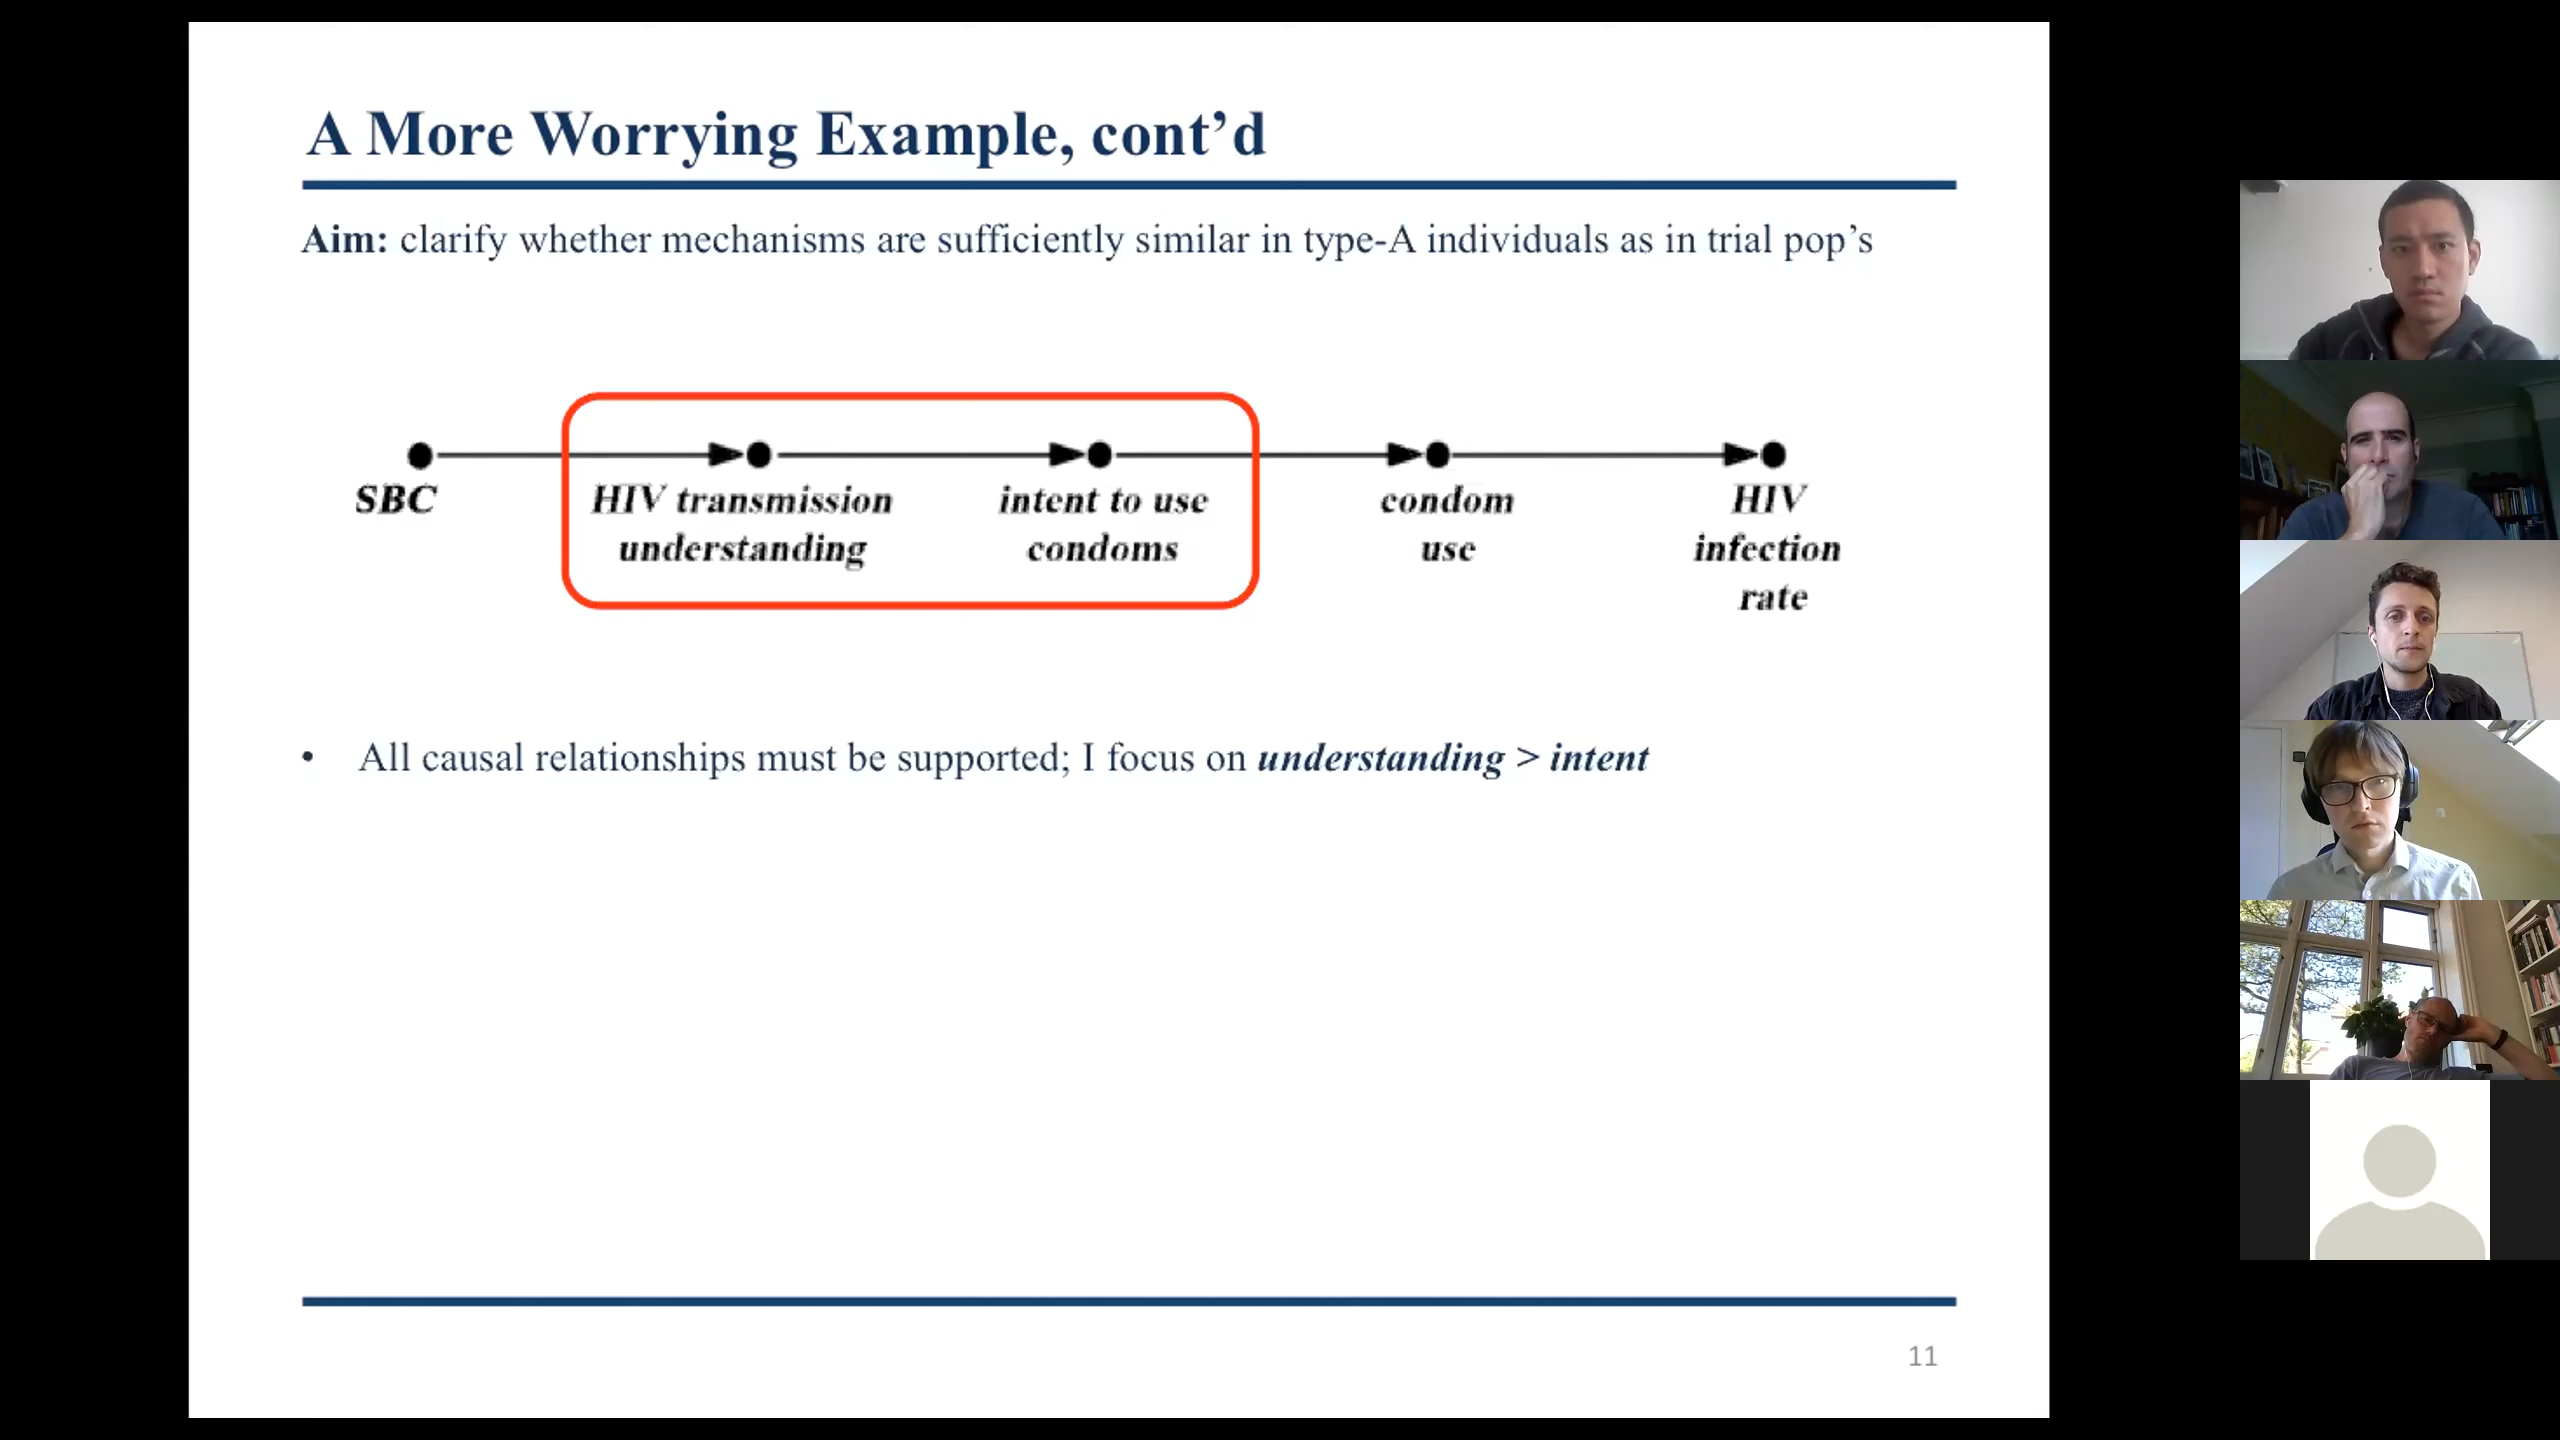 A More Worrying Example, cont’d
Aim: clarify whether mechanisms are sufficiently similar in type-A individuals as in trial pop’s
SBC
HIV transmission
understanding
intent to use
condoms
condom
use
HIV
infection
rate
• All causal relationships must be supported; I focus on understanding > intent
11